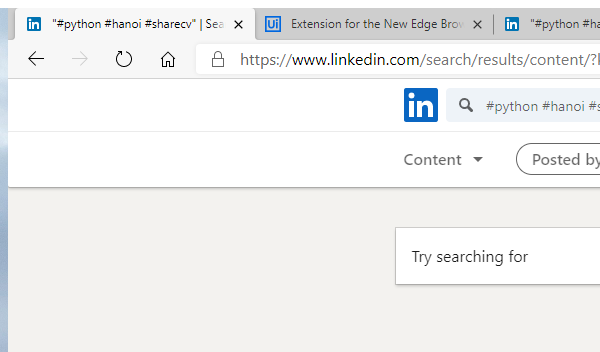 "#python #hanoi #sharecv" | Sea
Extension for the New Edge Brow
"#python #ha
https://www.linkedin.com/search/results/content/?k
in
#python #hanoi #s
Content
Posted by
Try searching for